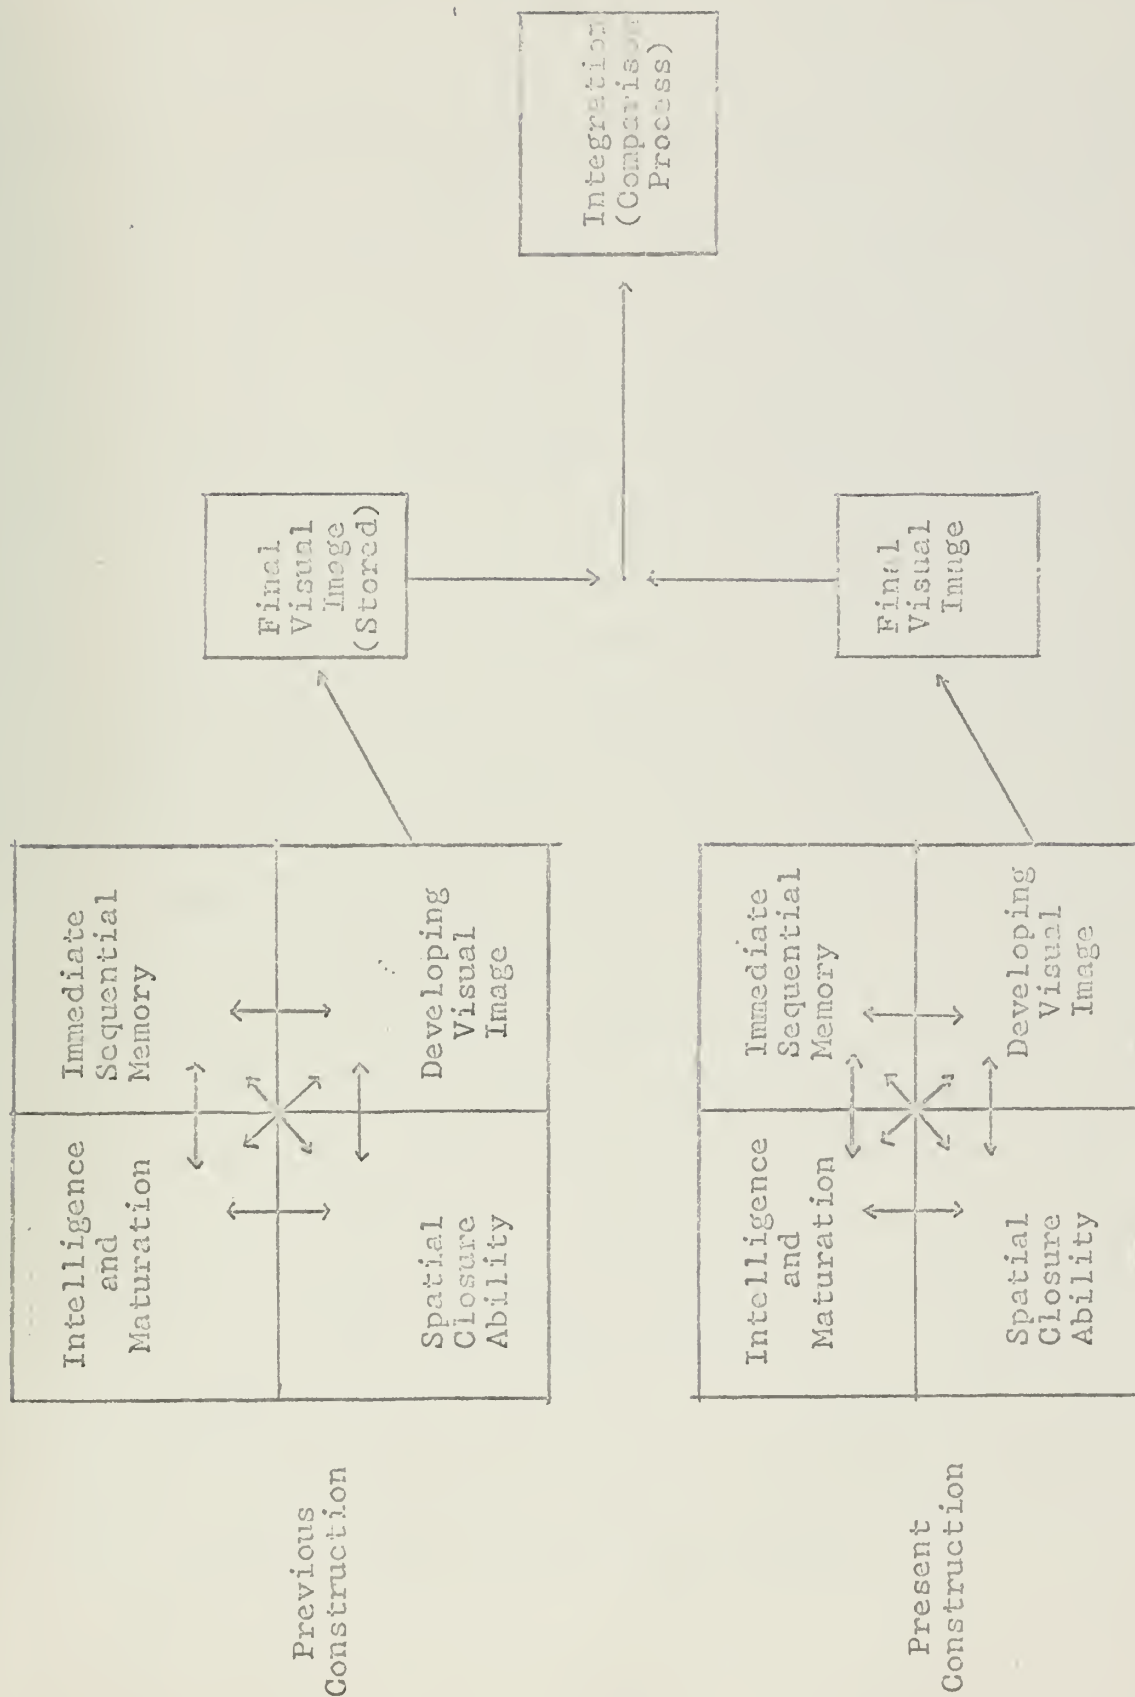 Previous
Construction
Intelligence
and
Maturation
Immediate
Sequential
Memory
Spatial
Closure
Ability
Developing
Visual
Image
Final
Visual
Image
(Stored)
Integration
(Comparison
Process)
Present
Construction
Intelligence
and
Maturation
Immediate
Sequential
Memory
Spatial
Closure
Ability
Developing
Visual
Image
Final
Visual
Image